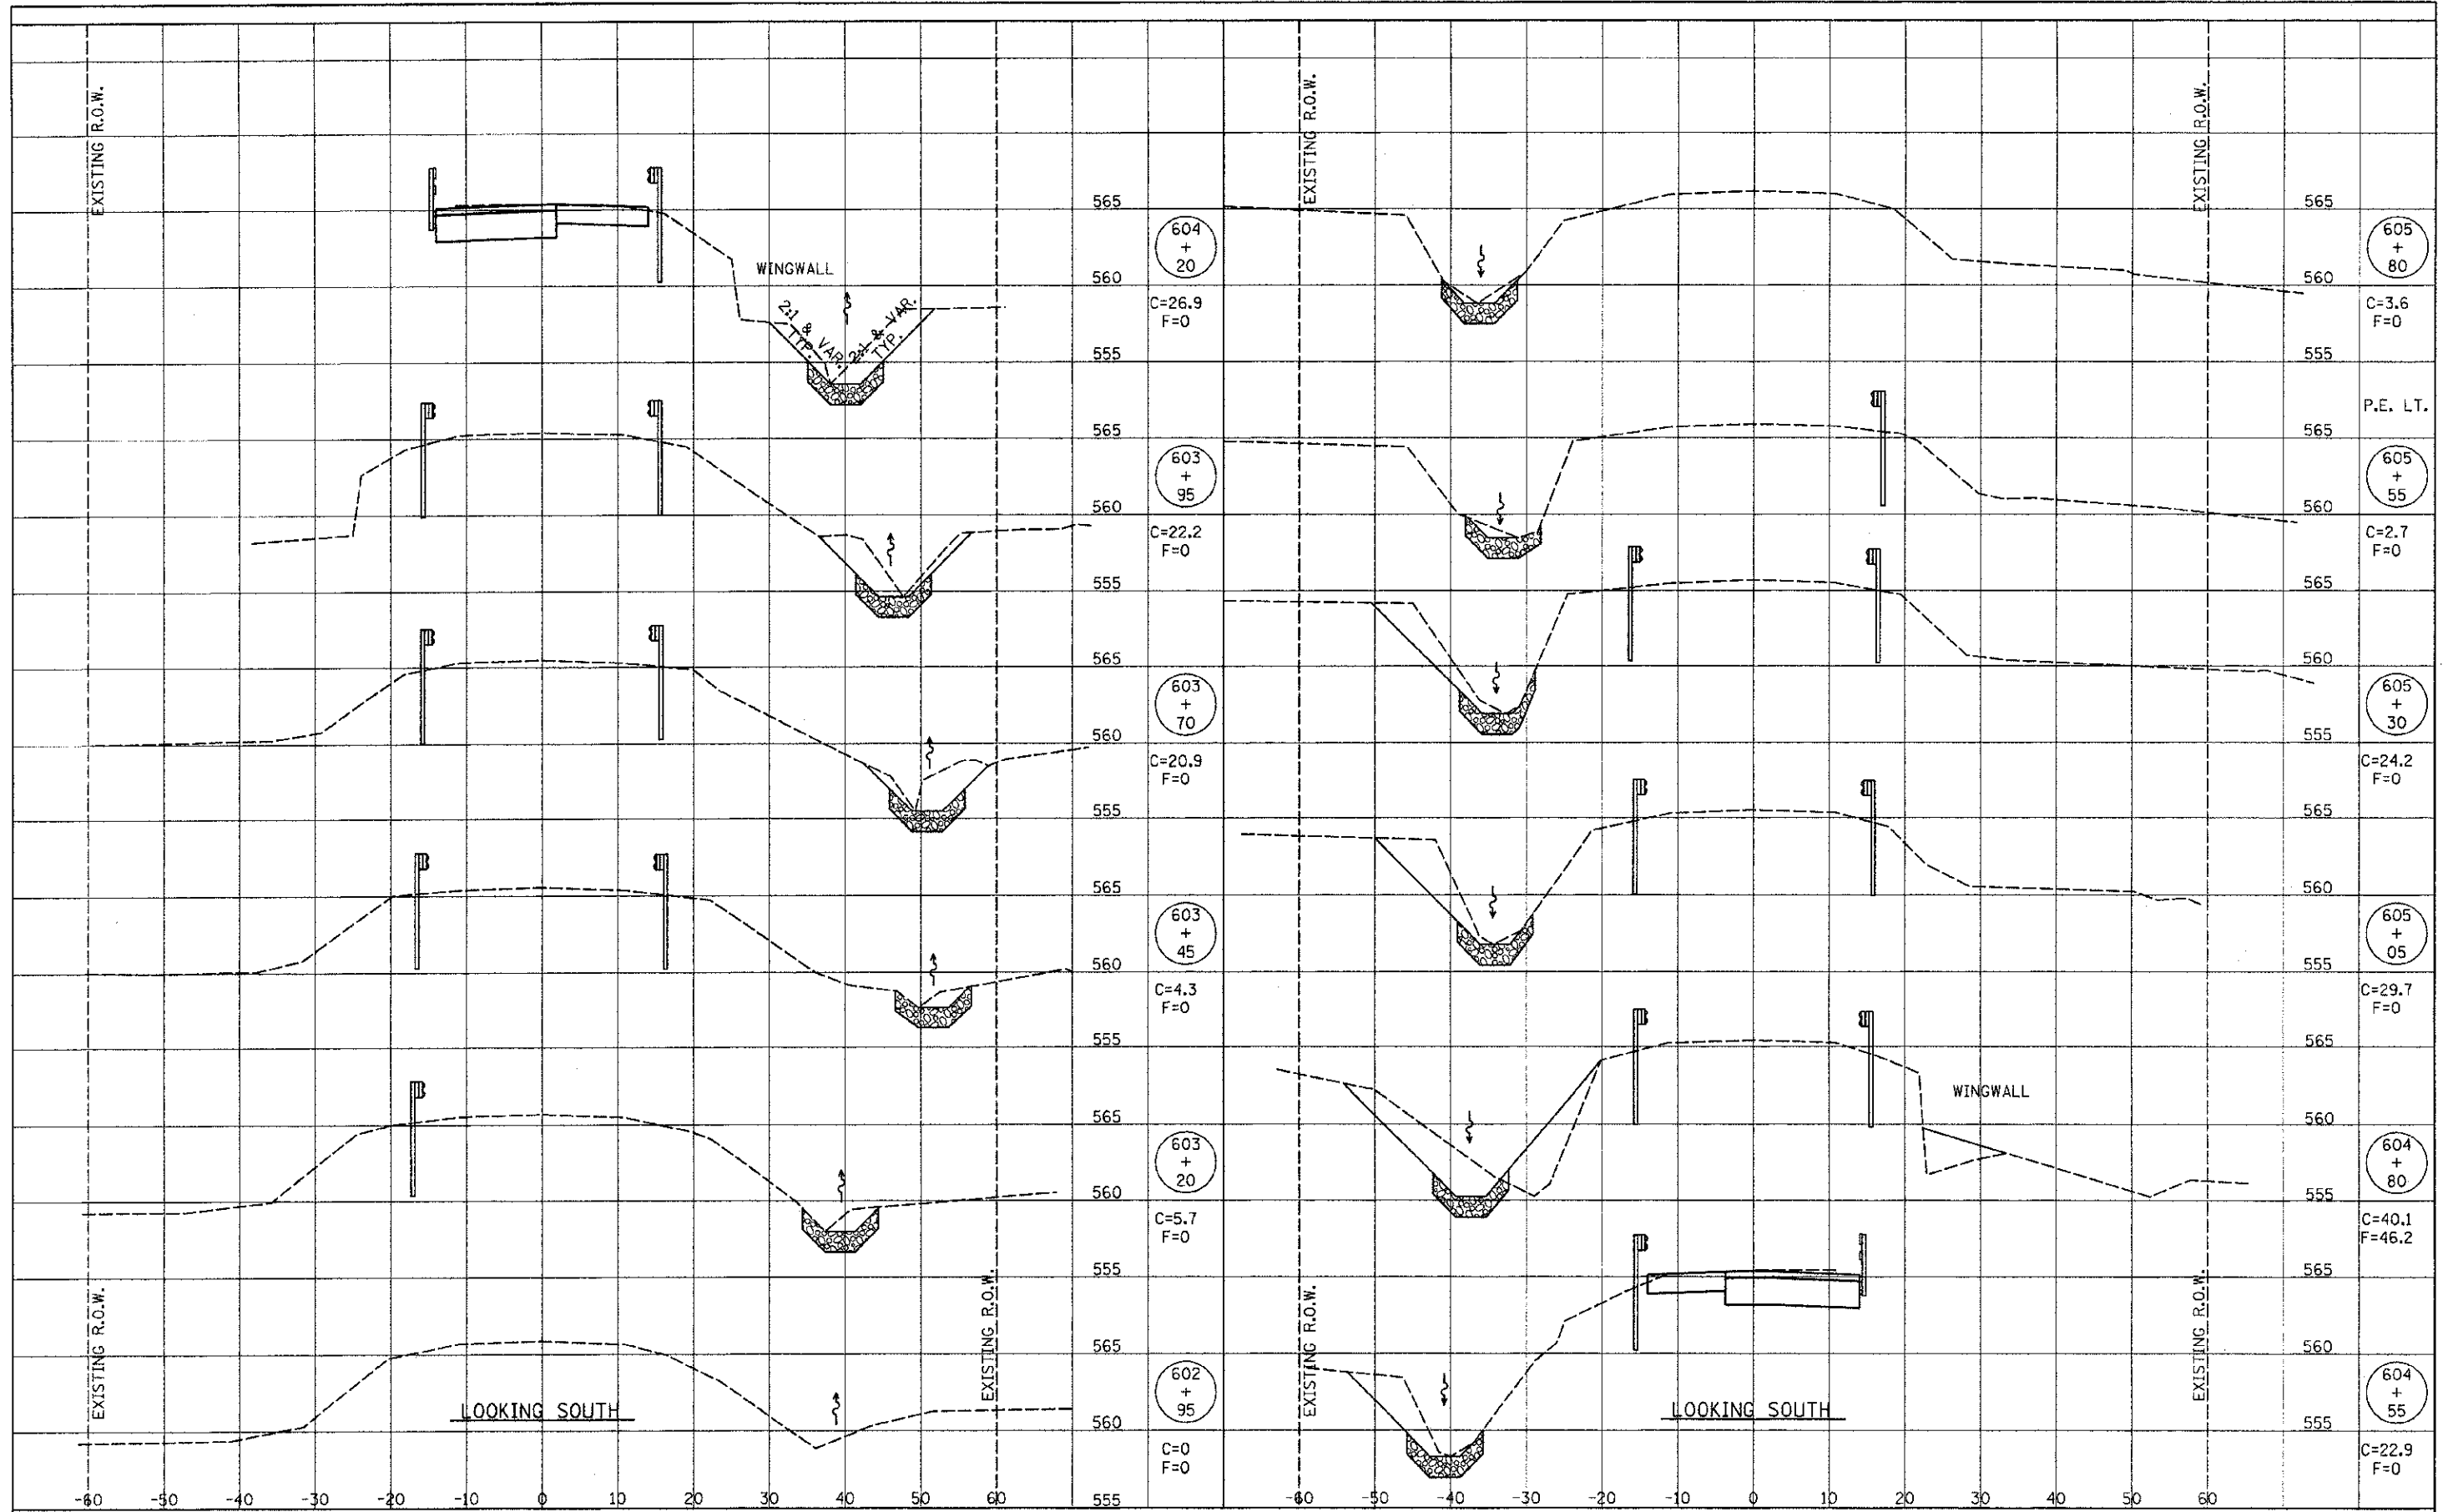 EXISTING R.O.W.
WINGWALL
2:1 & VAR.
TYP.
2:1 & VAR.
TYP.
565
604
+
20
560
C=26.9
F=0
555
565
603
+
95
560
C=22.2
F=0
555
565
603
+
70
560
C=20.9
F=0
555
565
603
+
45
560
C=4.3
F=0
555
565
603
+
20
560
C=5.7
F=0
555
565
602
+
95
560
C=0
F=0
555
EXISTING R.O.W.
EXISTING R.O.W.
LOOKING SOUTH
-60 -50 -40 -30 -20 -10 0 10 20 30 40 50 60
EXISTING R.O.W.
EXISTING R.O.W.
565
605
+
80
560
C=3.6
F=0
555
P.E. LT.
565
605
+
55
560
C=2.7
F=0
565
605
+
30
560
555
C=24.2
F=0
560
605
+
05
555
C=29.7
F=0
565
WINGWALL
560
604
+
80
555
C=40.1
F=46.2
565
560
604
+
55
555
C=22.9
F=0
EXISTING R.O.W.
EXISTING R.O.W.
LOOKING SOUTH
-60 -50 -40 -30 -20 -10 0 10 20 30 40 50 60